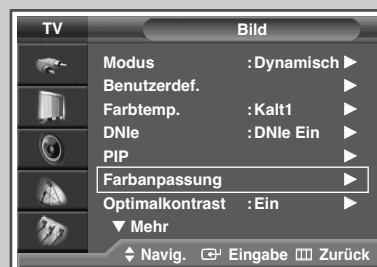 TV Bild
Modus : Dynamisch ▶
Benutzerdef. ▶
Farbtemp. : Kalt1 ▶
DNIe : DNIe Ein ▶
PIP ▶
Farbanpassung ▶
Optimalkontrast : Ein ▶
▼ Mehr
Navig. Eingabe Zurück